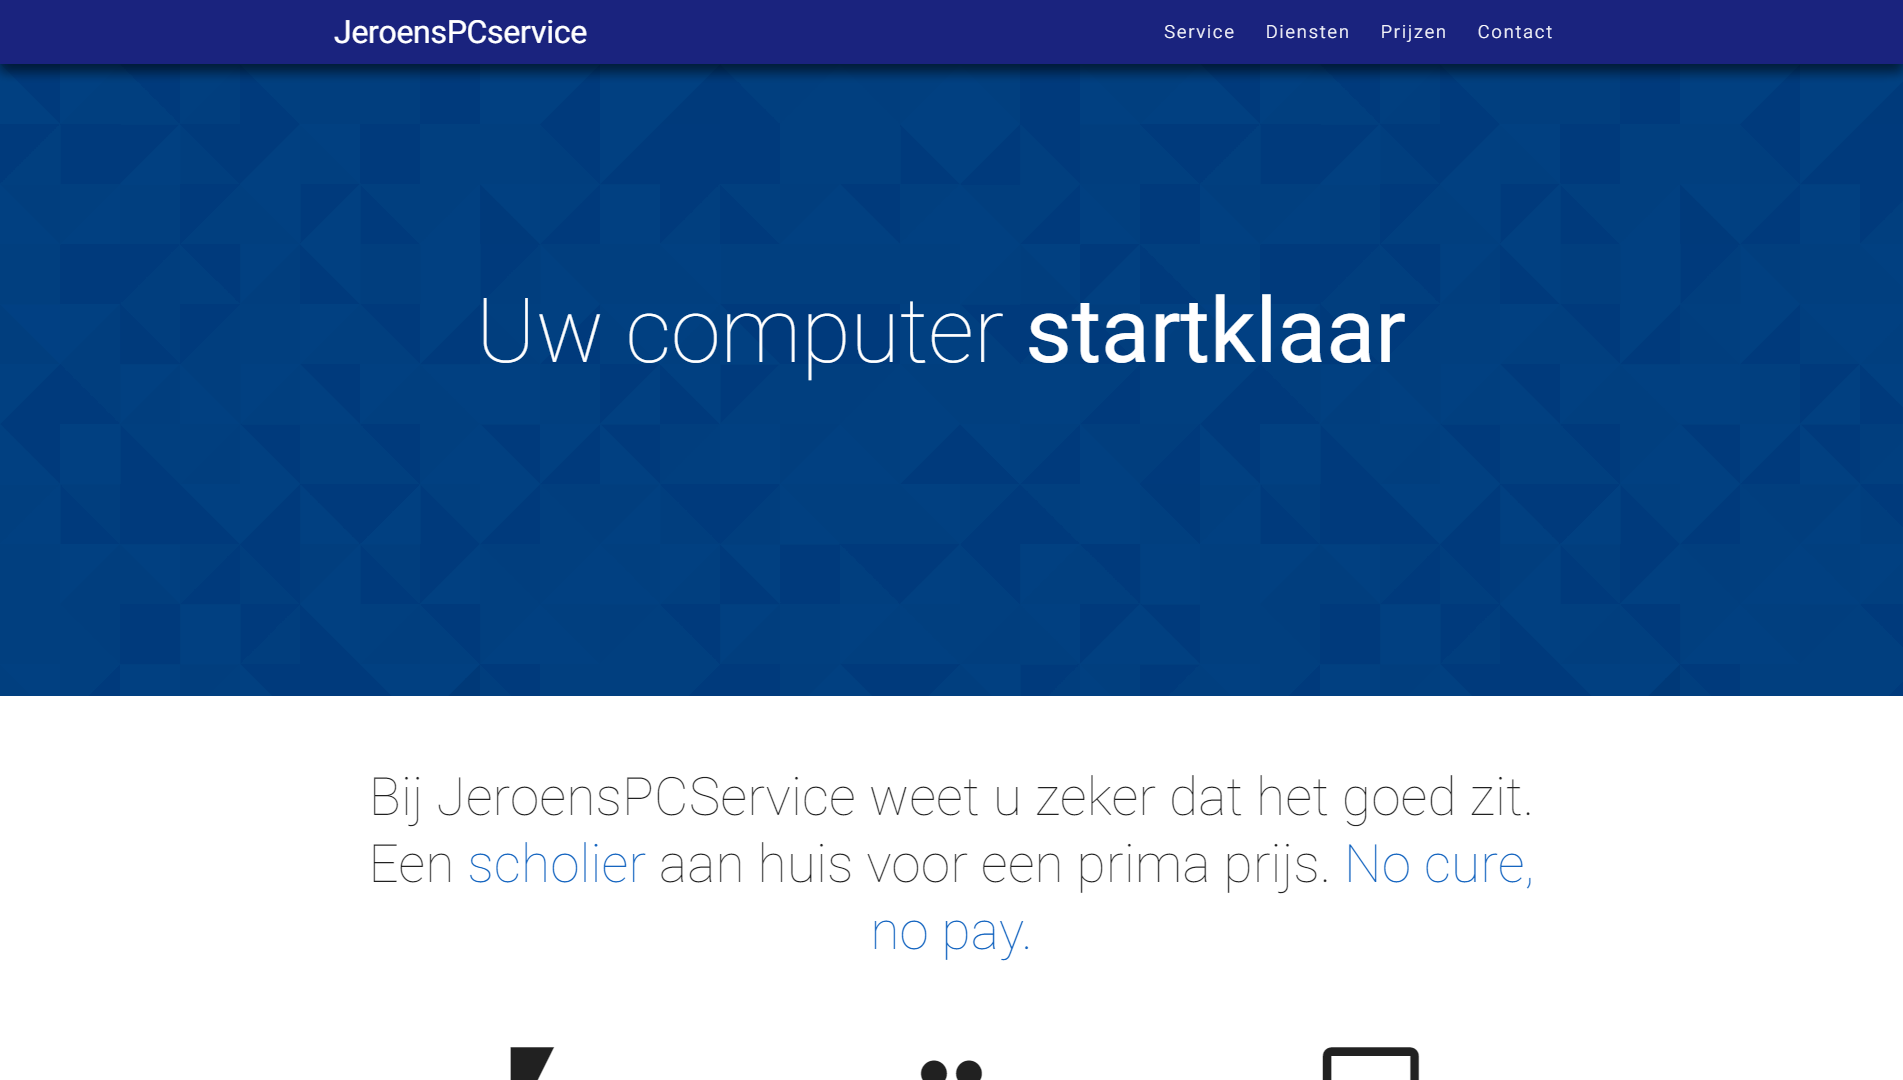 JeroensPCservice
Service Diensten Prijzen Contact
Uw computer startklaar
Bij JeroensPCService weet u zeker dat het goed zit.
Een scholier aan huis voor een prima prijs. No cure,
no pay.